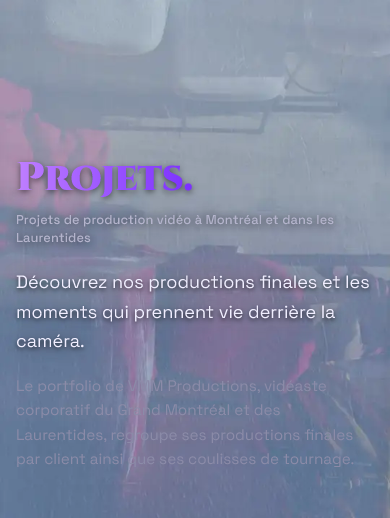 Projets.
Projets de production vidéo à Montréal et dans les
Laurentides
Découvrez nos productions finales et les
moments qui prennent vie derrière la
caméra.
Le portfolio de M Productions, vidéaste
corporatif du Grand Montréal et des
Laurentides, regroupe ses productions finales
par client ainsi que ses coulisses de tournage.